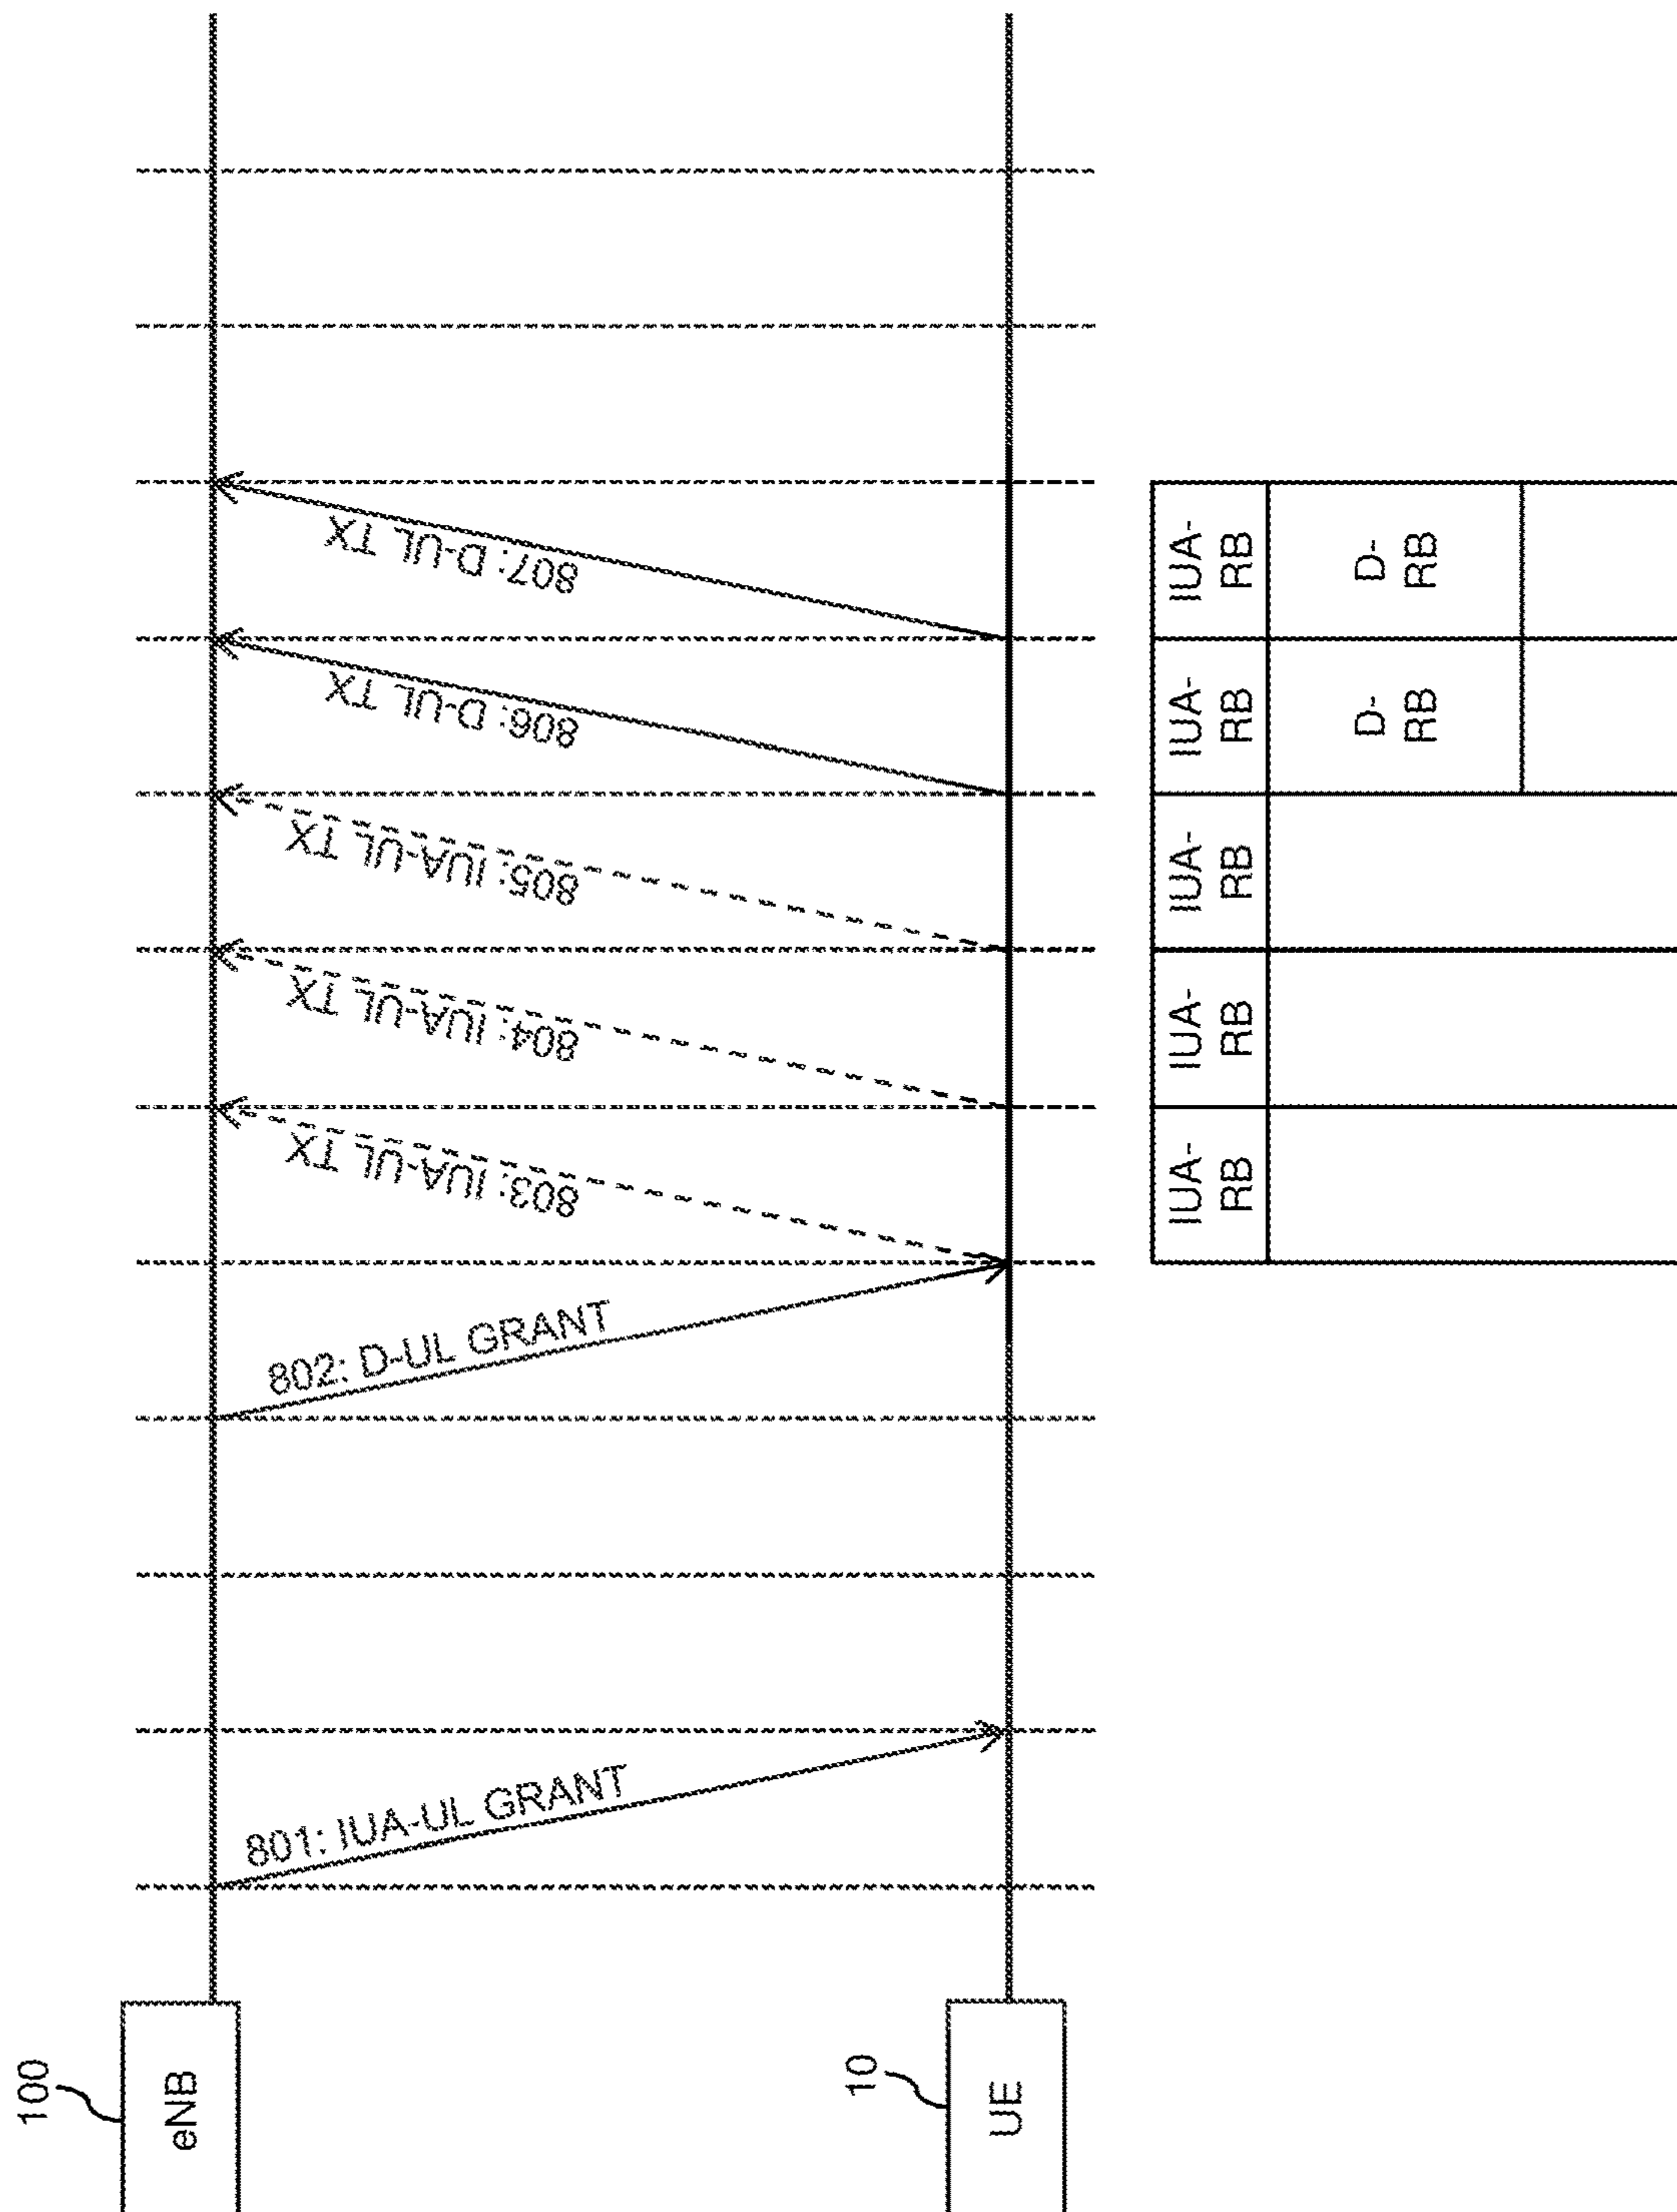 100
eNB
10
UE
801: IUA-UL GRANT
802: D-UL GRANT
803: IUA-UL TX
804: IUA-UL TX
805: IUA-UL TX
806: D-UL TX
807: D-UL TX
IUA-
RB
IUA-
RB
IUA-
RB
IUA-
RB
IUA-
RB
D-
RB
D-
RB